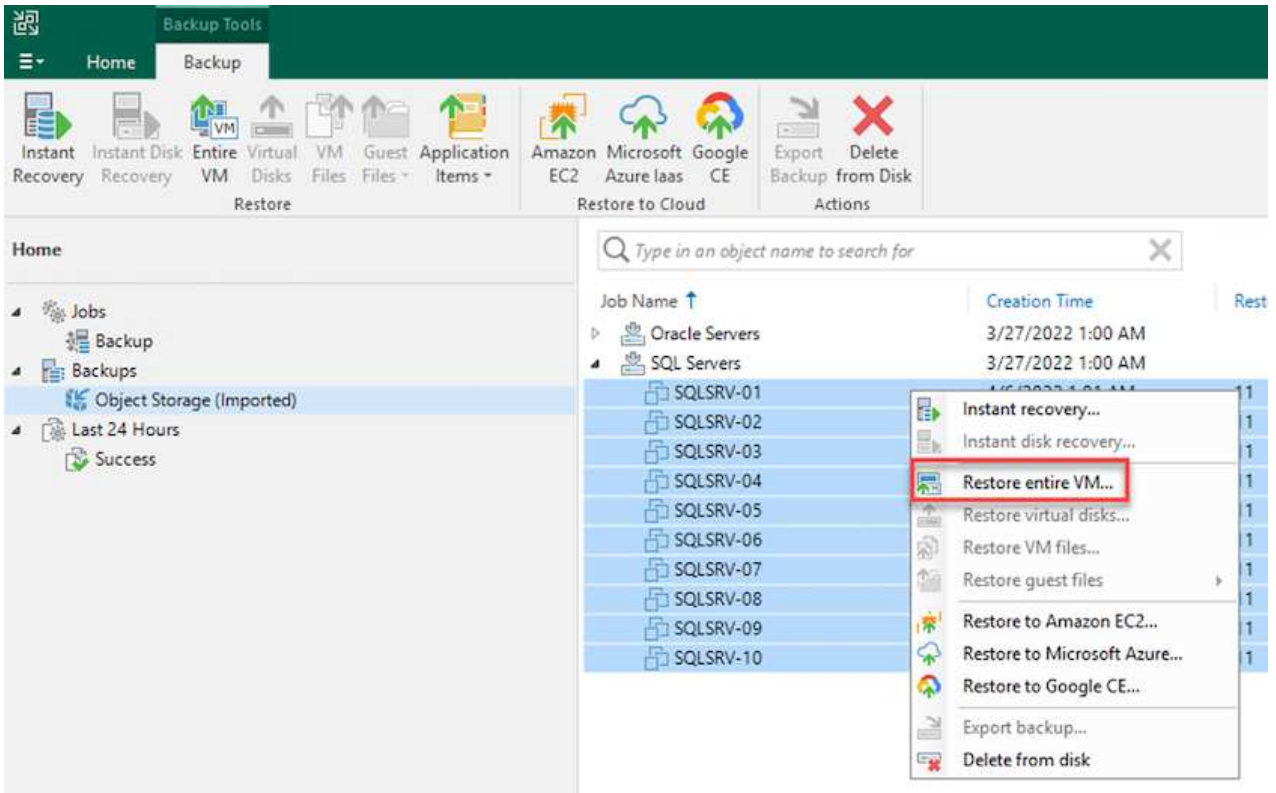 Backup Tools
Home Backup
Instant Recovery
Instant Disk Recovery
Entire VM
Virtual Disks
VM Files
Guest Files
Application Items
Restore
Amazon EC2
Microsoft Azure Iaas
Google CE
Restore to Cloud
Export Backup
Delete from Disk
Actions
Home
Jobs
Backup
Backups
Object Storage (Imported)
Last 24 Hours
Success
Type in an object name to search for
Job Name Creation Time Rest
Oracle Servers 3/27/2022 1:00 AM
SQL Servers 3/27/2022 1:00 AM
SQLSRV-01 11
SQLSRV-02
SQLSRV-03
SQLSRV-04
SQLSRV-05
SQLSRV-06
SQLSRV-07
SQLSRV-08
SQLSRV-09
SQLSRV-10
Instant recovery...
Instant disk recovery...
Restore entire VM...
Restore virtual disks...
Restore VM files...
Restore guest files
Restore to Amazon EC2...
Restore to Microsoft Azure...
Restore to Google CE...
Export backup...
Delete from disk